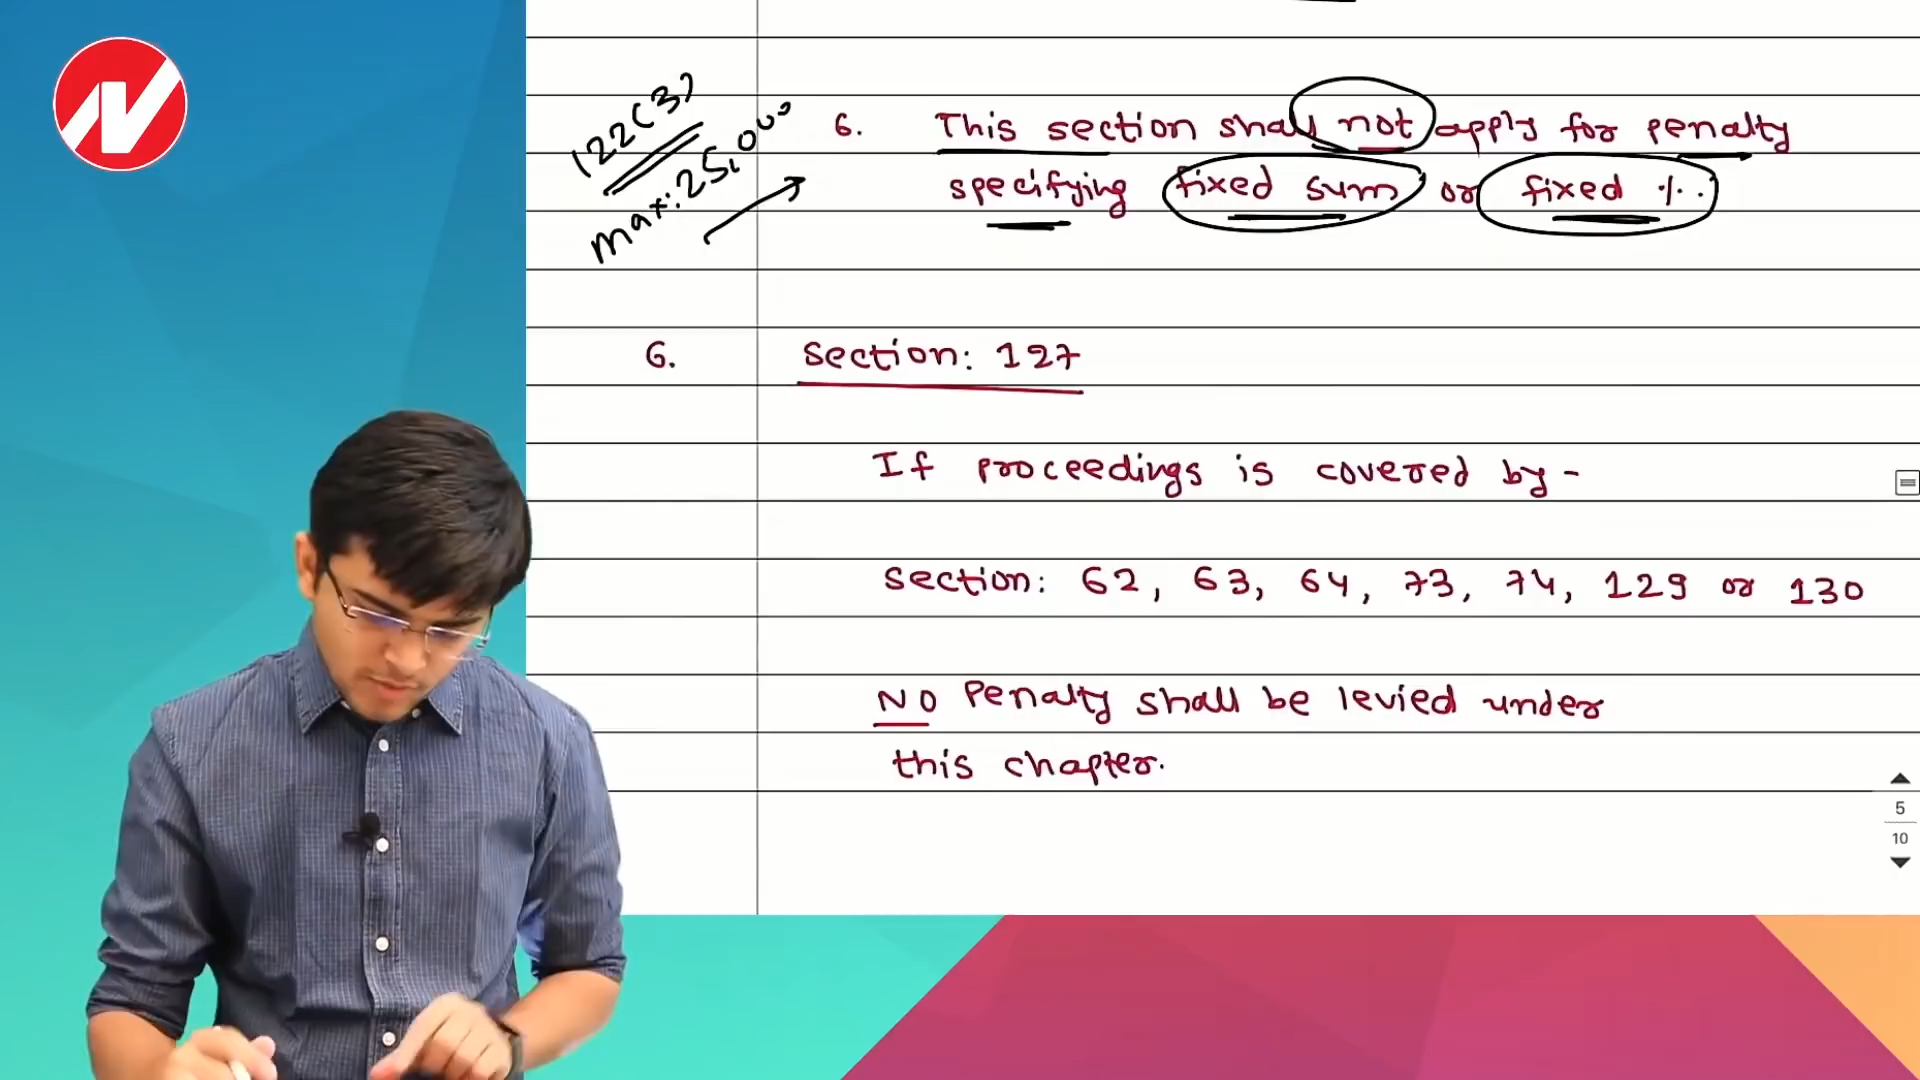 122(3)
max: 25,000
6. This section shall not apply for penalty
specifying fixed sum or fixed %.
6. Section: 127
If proceedings is covered by -
Section: 62, 63, 64, 73, 74, 129 or 130
NO Penalty shall be levied under
this chapter.
5
10